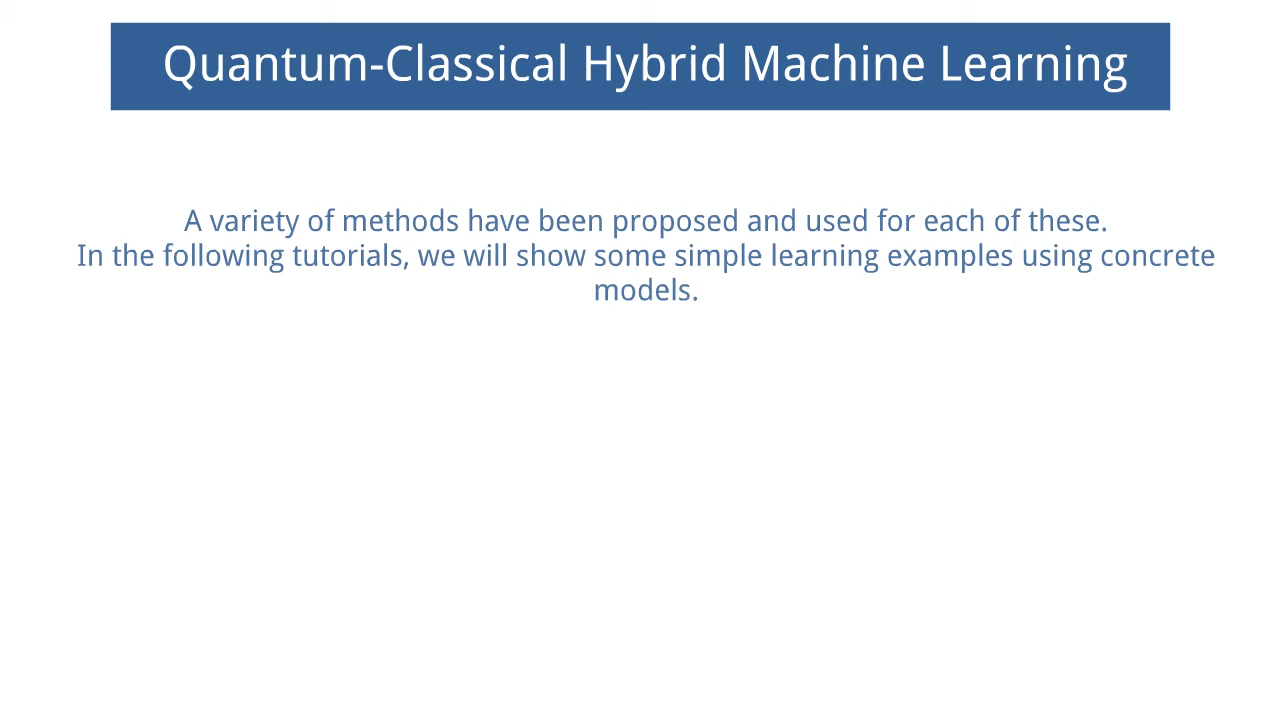 Quantum-Classical Hybrid Machine Learning
A variety of methods have been proposed and used for each of these.
In the following tutorials, we will show some simple learning examples using concrete
models.